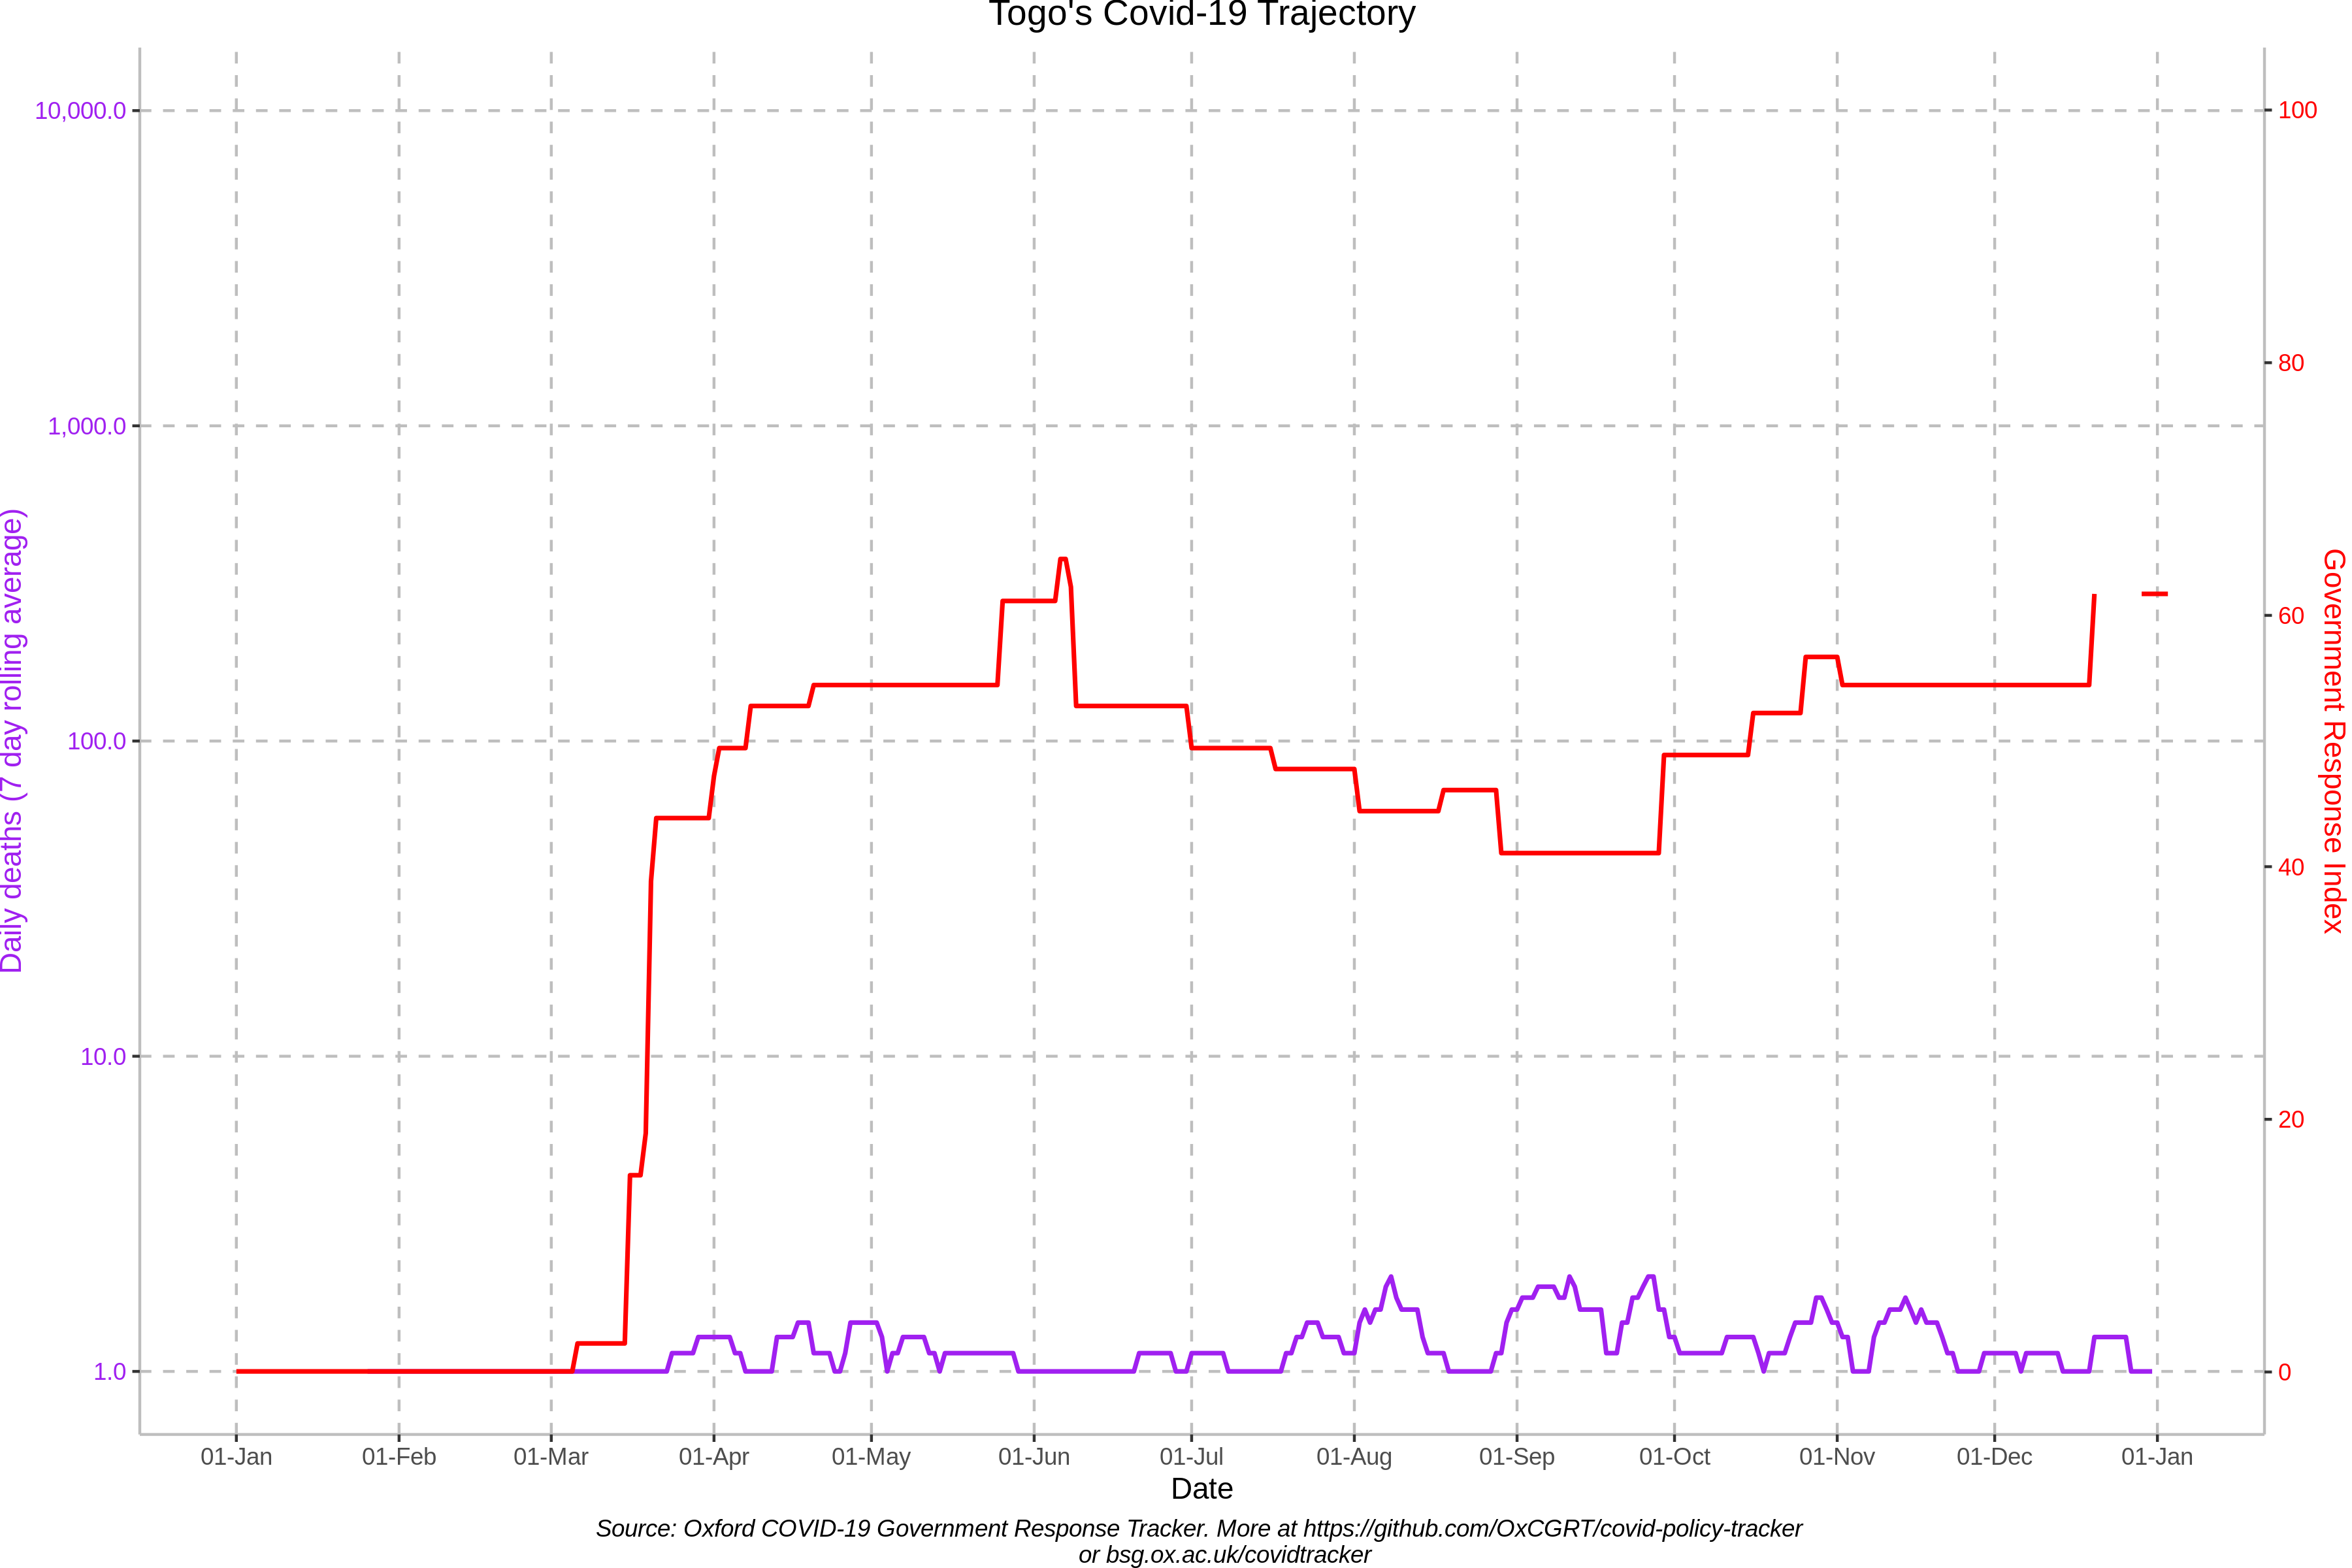 Togo's Covid-19 Trajectory
10,000.0
1,000.0
100.0
10.0
1.0
Daily deaths (7 day rolling average)
100
80
60
40
20
0
Government Response Index
01-Jan 01-Feb 01-Mar 01-Apr 01-May 01-Jun 01-Jul 01-Aug 01-Sep 01-Oct 01-Nov 01-Dec 01-Jan
Date
Source: Oxford COVID-19 Government Response Tracker. More at https://github.com/OxCGRT/covid-policy-tracker
or bsg.ox.ac.uk/covidtracker